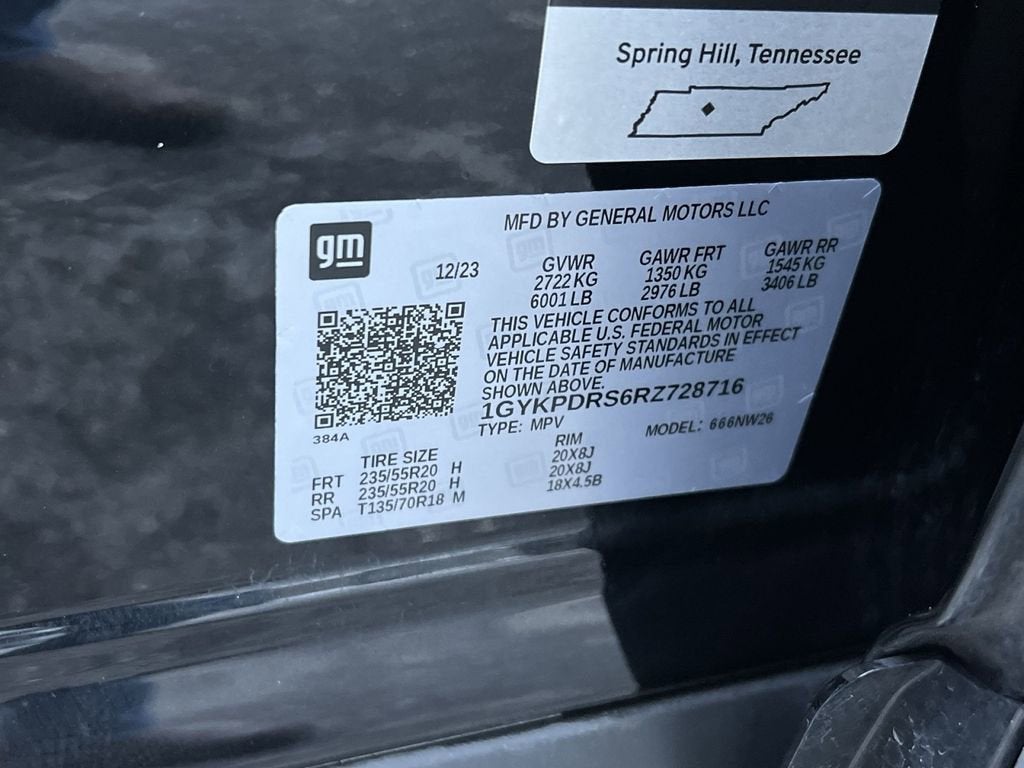 Spring Hill, Tennessee
gm
MFD BY GENERAL MOTORS LLC
12/23
GVWR
2722 KG
6001 LB
GAWR FRT
1350 KG
2976 LB
GAWR RR
1545 KG
3406 LB
THIS VEHICLE CONFORMS TO ALL
APPLICABLE U.S. FEDERAL MOTOR
VEHICLE SAFETY STANDARDS IN EFFECT
ON THE DATE OF MANUFACTURE
SHOWN ABOVE.
1GYKPDRS6RZ728716
TYPE: MPV
MODEL: 666NW26
384A
TIRE SIZE RIM
FRT 235/55R20 H 20X8J
RR 235/55R20 H 20X8J
SPA T135/70R18 M 18X4.5B